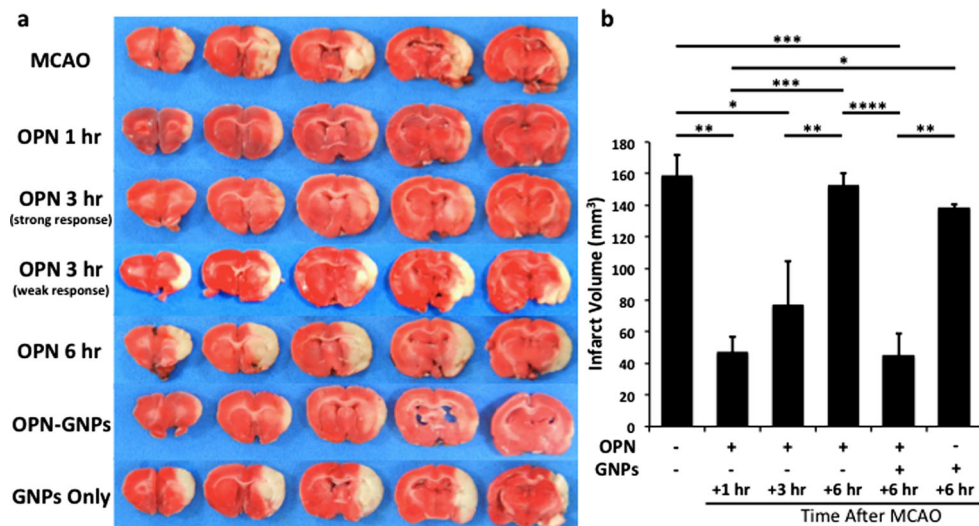 a
MCAO
OPN 1 hr
OPN 3 hr
(strong response)
OPN 3 hr
(weak response)
OPN 6 hr
OPN-GNPs
GNPs Only
b
***
*
***
* ****
** ** **
180
160
140
120
100
80
60
40
20
0
Infarct Volume (mm³)
OPN - + + + + -
GNPs - - - - + +
+1 hr +3 hr +6 hr +6 hr +6 hr
Time After MCAO